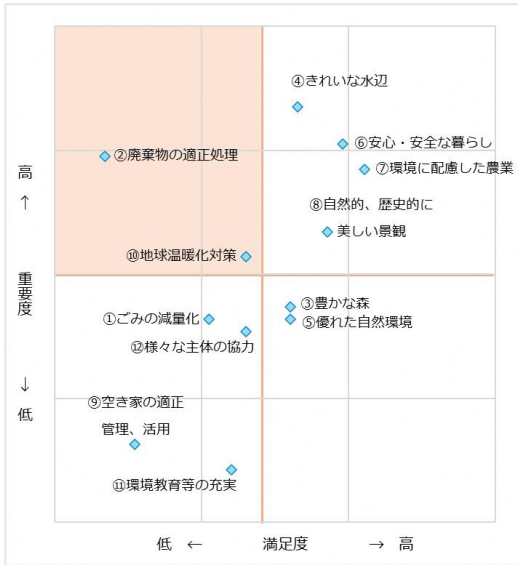 ④きれいな水辺
⑥安心・安全な暮らし
②廃棄物の適正処理
⑦環境に配慮した農業
⑧自然的、歴史的に
美しい景観
⑩地球温暖化対策
③豊かな森
①ごみの減量化
⑤優れた自然環境
⑫様々な主体の協力
⑨空き家の適正
管理、活用
⑪環境教育等の充実
高
↑
重要度
↓
低
低 ← 満足度 → 高